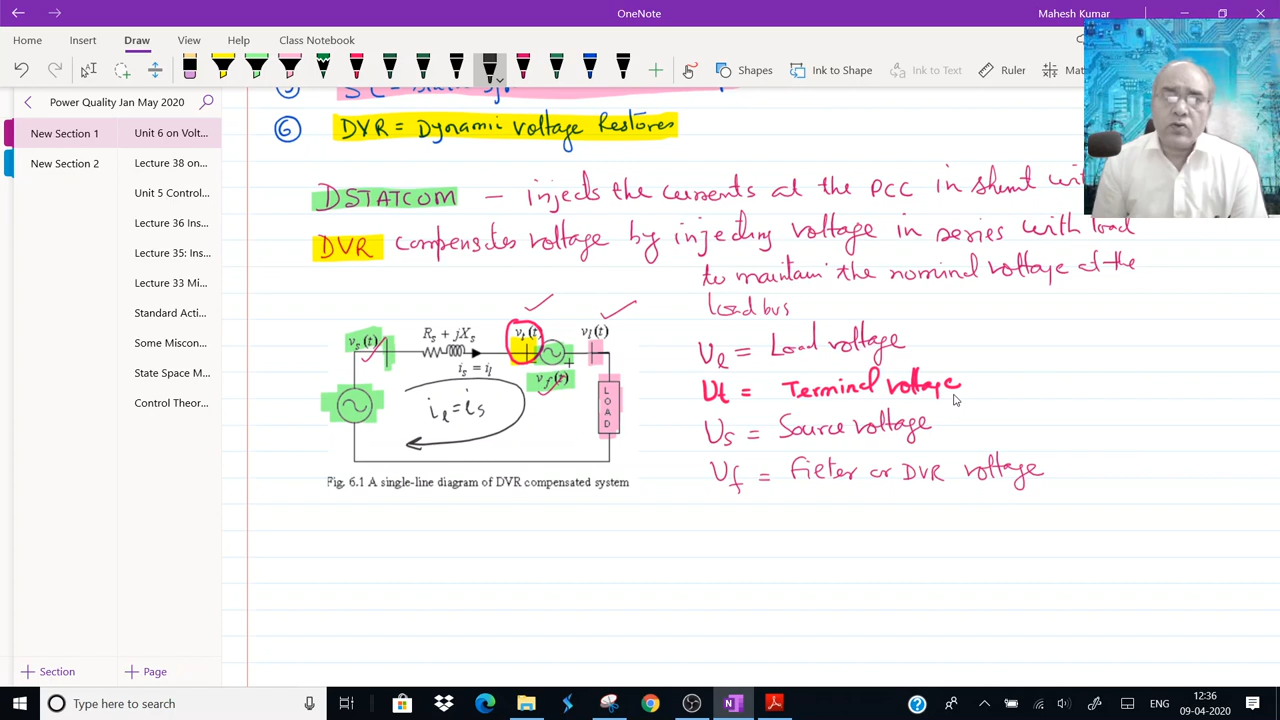 OneNote
Mahesh Kumar
Home Insert Draw View Help Class Notebook
Shapes Ink to Shape Ink to Text Ruler Mat
Power Quality Jan May 2020
New Section 1
New Section 2
Unit 6 on Volt...
Lecture 38 on...
Unit 5 Control...
Lecture 36 Ins...
Lecture 35: Ins...
Lecture 33 Mi...
Standard Acti...
Some Miscon...
State Space M...
Control Theor...
6 DVR = Dynamic Voltage Restores
DSTATCOM – injects the currents at the PCC in shunt wit
DVR compensates voltage by injecting voltage in series with load
to maintain the nominal voltage at the
load bus
vs(t) Rs + jXs vt(t) vl(t)
is = il
vf(t)
il = is
LOAD
Fig. 6.1 A single-line diagram of DVR compensated system
Vl = Load voltage
Vt = Terminal voltage
Vs = Source voltage
Vf = Filter or DVR voltage
Section Page
Type here to search
ENG
12:36
09-04-2020